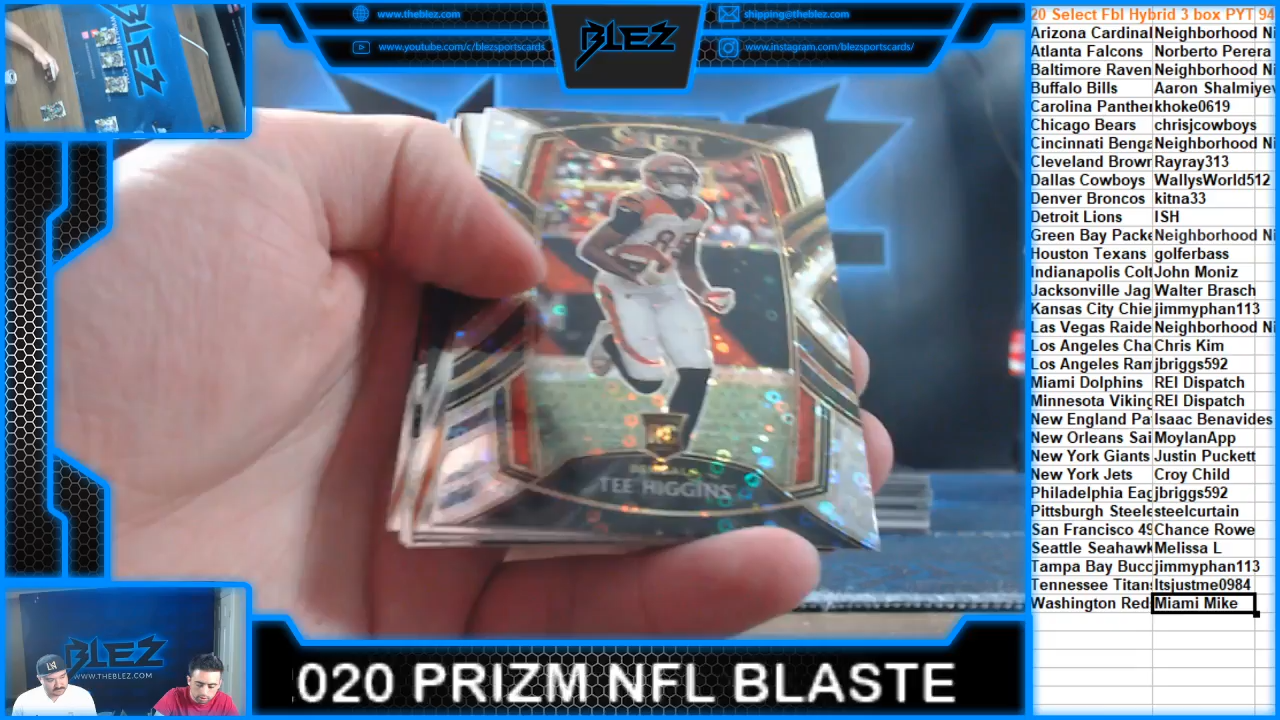 www.theblez.com
shipping@theblez.com
www.youtube.com/c/blezsportscards
www.instagram.com/blezsportscards/
BLEZ
SELECT
85
TEE HIGGINS
BLEZ
WWW.THEBLEZ.COM
020 PRIZM NFL BLASTE
20 Select Fbl Hybrid 3 box PYT 94
Arizona Cardinal Neighborhood Ni
Atlanta Falcons Norberto Pereira
Baltimore Raven Neighborhood Ni
Buffalo Bills Aaron Shalmiyev
Carolina Panther khoke0619
Chicago Bears chrisjcowboys
Cincinnati Benga Neighborhood Ni
Cleveland Brown Rayray313
Dallas Cowboys WallysWorld512
Denver Broncos kitna33
Detroit Lions ISH
Green Bay Packe Neighborhood Ni
Houston Texans golferbass
Indianapolis Colt John Moniz
Jacksonville Jag Walter Brasch
Kansas City Chie jimmyphan113
Las Vegas Raide Neighborhood Ni
Los Angeles Cha Chris Kim
Los Angeles Ram jbriggs592
Miami Dolphins REI Dispatch
Minnesota Viking REI Dispatch
New England Pa Isaac Benavides
New Orleans Sai MoylanApp
New York Giants Justin Puckett
New York Jets Croy Child
Philadelphia Eag jbriggs592
Pittsburgh Steele steelcurtain
San Francisco 49 Chance Rowe
Seattle Seahawk Melissa L
Tampa Bay Bucc jimmyphan113
Tennessee Titan Itsjustme0984
Washington Red Miami Mike